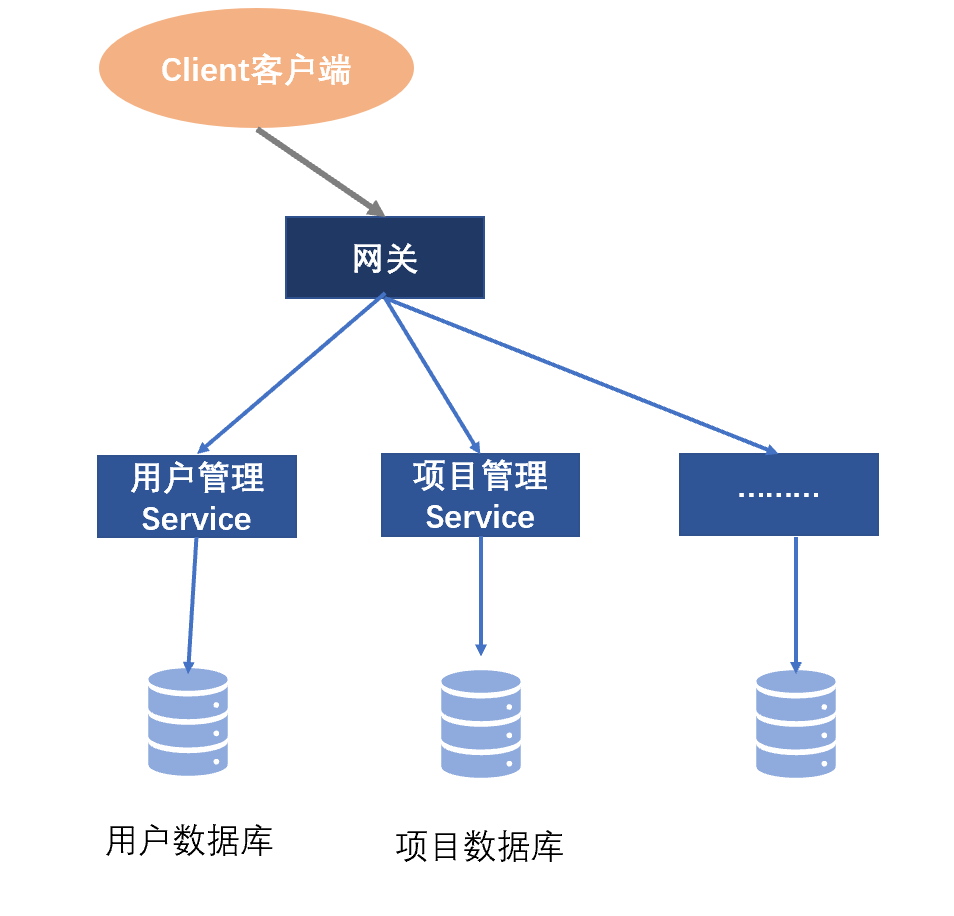 Client客户端
网关
用户管理
Service
项目管理
Service
………
用户数据库
项目数据库